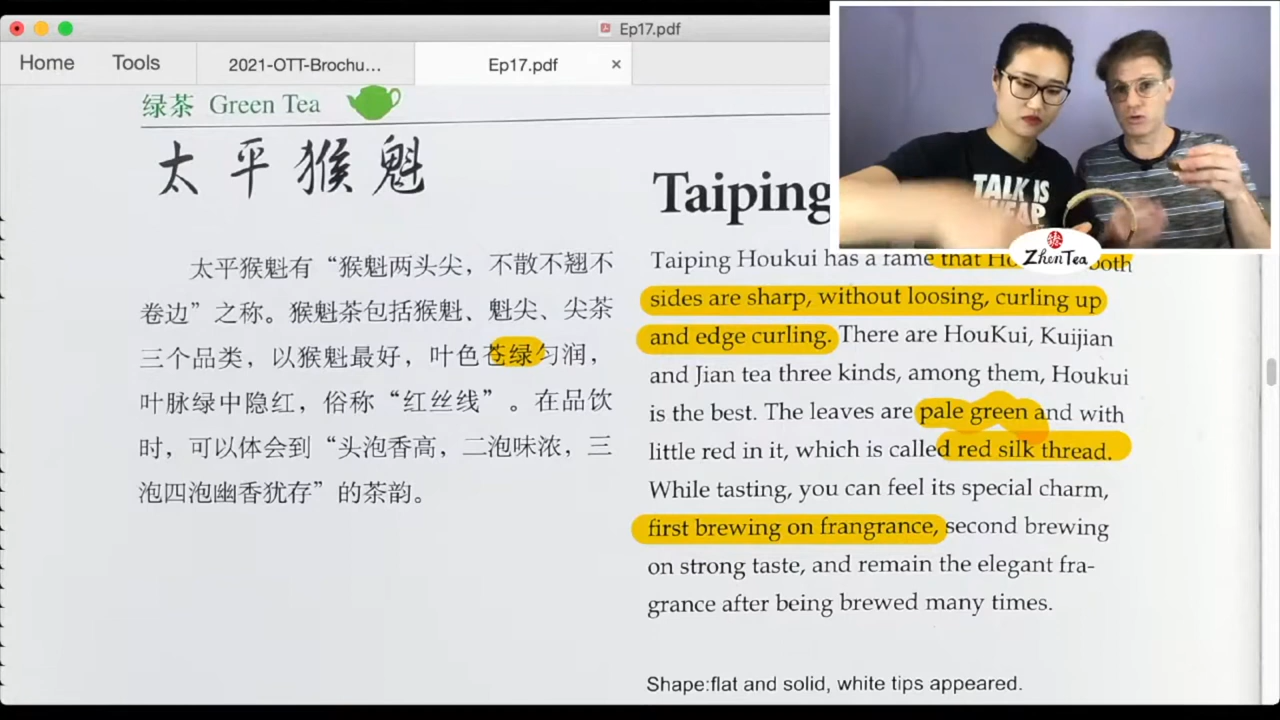 Ep17.pdf
Home
Tools
2021-OTT-Brochu...
Ep17.pdf
×
绿茶 Green Tea
太平猴魁
太平猴魁有“猴魁两头尖，不散不翘不
卷边”之称。猴魁茶包括猴魁、魁尖、尖茶
三个品类，以猴魁最好，叶色苍绿匀润，
叶脉绿中隐红，俗称“红丝线”。在品饮
时，可以体会到“头泡香高，二泡味浓，三
泡四泡幽香犹存”的茶韵。
Taiping
Taiping Houkui has a fame that both
sides are sharp, without loosing, curling up
and edge curling. There are HouKui, Kuijian
and Jian tea three kinds, among them, Houkui
is the best. The leaves are pale green and with
little red in it, which is called red silk thread.
While tasting, you can feel its special charm,
first brewing on frangrance, second brewing
on strong taste, and remain the elegant fra-
grance after being brewed many times.
Shape:flat and solid, white tips appeared.
TALK IS
ZhenTea